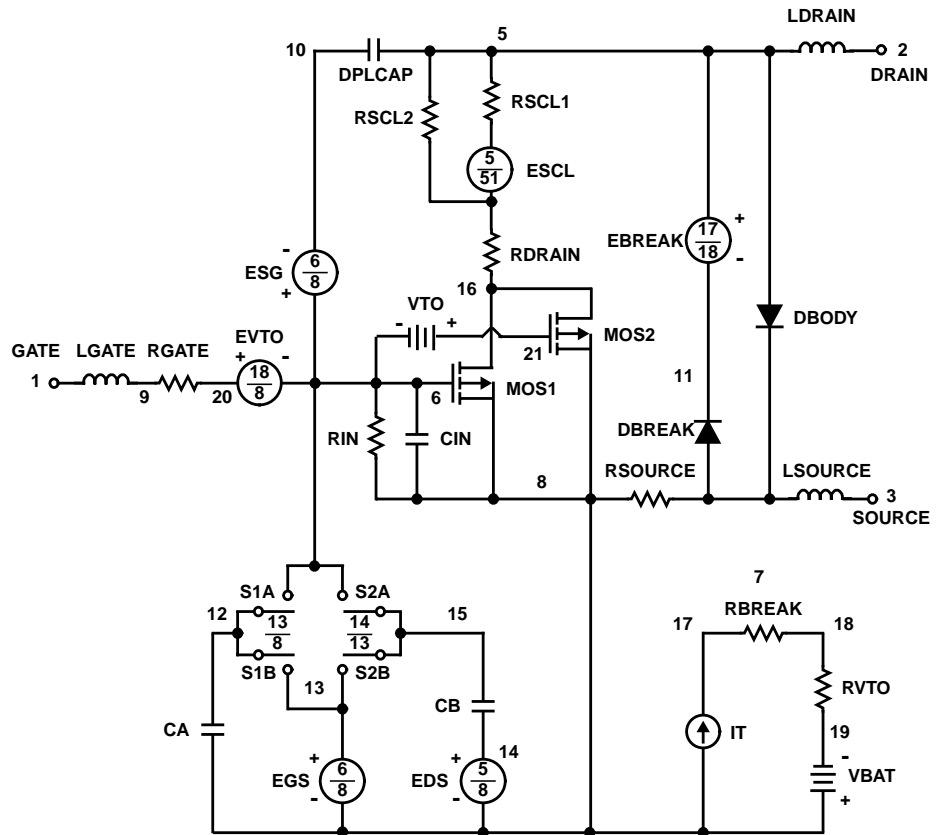 LDRAIN
5
10
2
DPLCAP
DRAIN
RSCL1
RSCL2
5
51
ESCL
+
17
18
EBREAK
-
RDRAIN
-
6
8
ESG
+
16
VTO
- +
DBODY
MOS2
EVTO
GATE LGATE RGATE
+ -
18
8
21
1
9
20
6
MOS1
11
RIN
CIN
DBREAK
RSOURCE
LSOURCE
8
3
SOURCE
S1A
S2A
7
12
13
8
14
13
15
RBREAK
17
18
S1B
S2B
13
RVTO
CB
CA
IT
19
14
-
+
6
8
EGS
-
+
5
8
EDS
-
VBAT
+